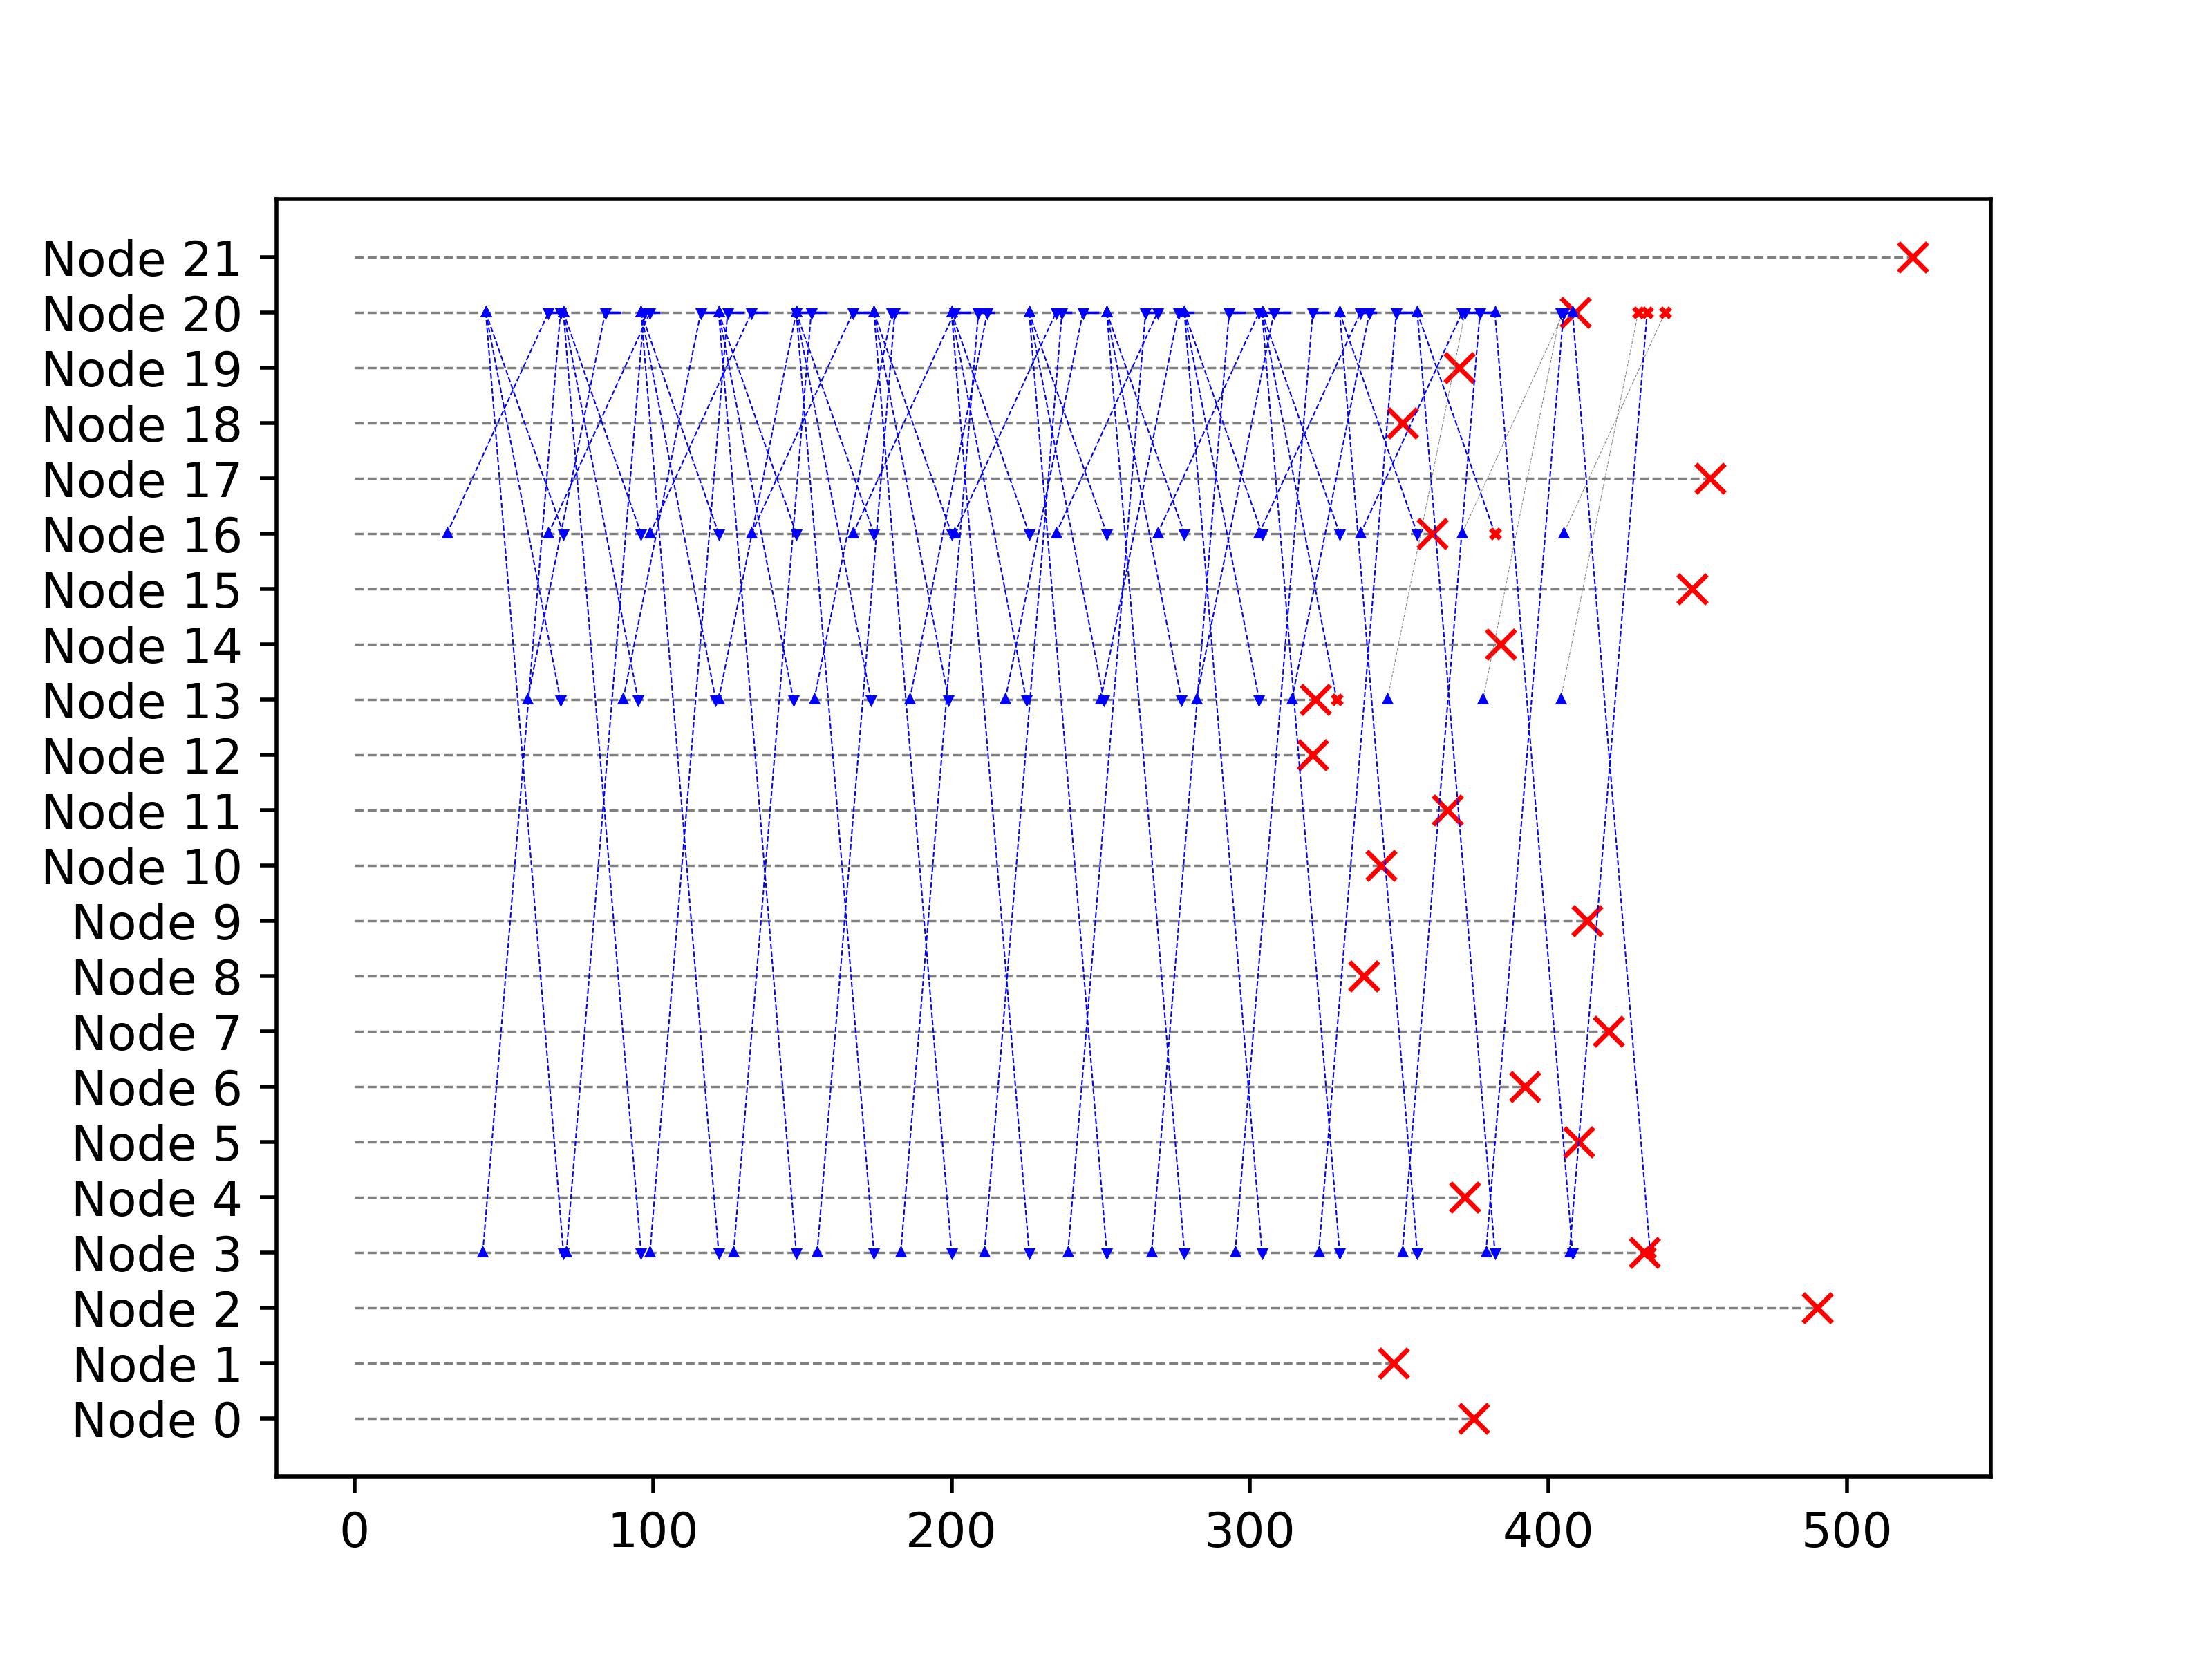 Node 21
Node 20
Node 19
Node 18
Node 17
Node 16
Node 15
Node 14
Node 13
Node 12
Node 11
Node 10
Node 9
Node 8
Node 7
Node 6
Node 5
Node 4
Node 3
Node 2
Node 1
Node 0
0 100 200 300 400 500